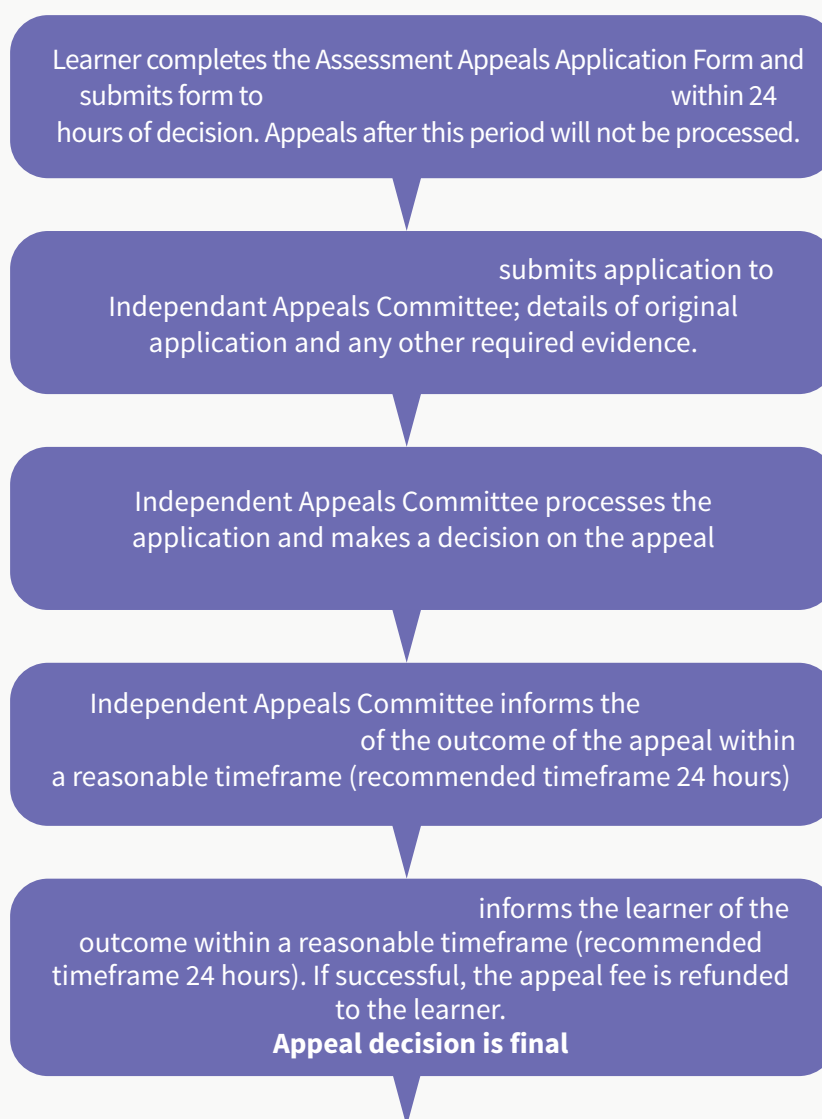 Learner completes the Assessment Appeals Application Form and
submits form to within 24
hours of decision. Appeals after this period will not be processed.
submits application to
Independant Appeals Committee; details of original
application and any other required evidence.
Independent Appeals Committee processes the
application and makes a decision on the appeal
Independent Appeals Committee informs the
of the outcome of the appeal within
a reasonable timeframe (recommended timeframe 24 hours)
informs the learner of the
outcome within a reasonable timeframe (recommended
timeframe 24 hours). If successful, the appeal fee is refunded
to the learner.
Appeal decision is final